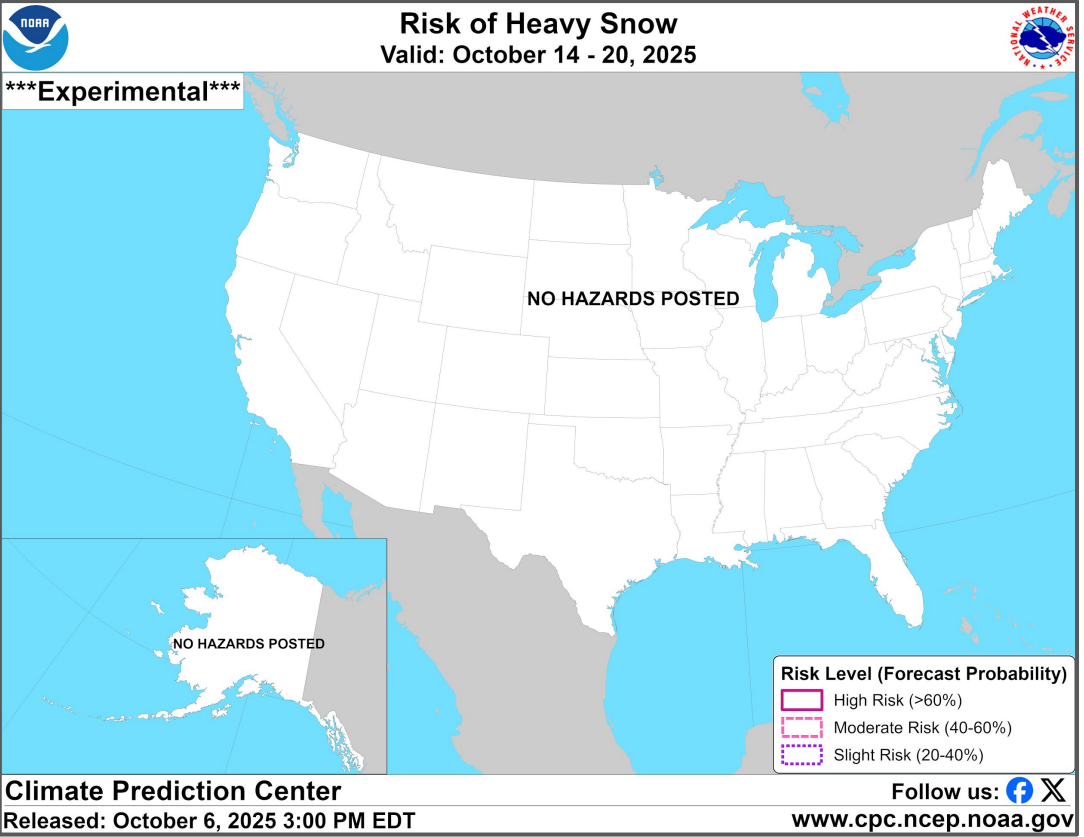 NOAA
Risk of Heavy Snow
Valid: October 14 - 20, 2025
NATIONAL WEATHER SERVICE
***Experimental***
NO HAZARDS POSTED
NO HAZARDS POSTED
Risk Level (Forecast Probability)
High Risk (>60%)
Moderate Risk (40-60%)
Slight Risk (20-40%)
Climate Prediction Center
Follow us:
Released: October 6, 2025 3:00 PM EDT
www.cpc.ncep.noaa.gov